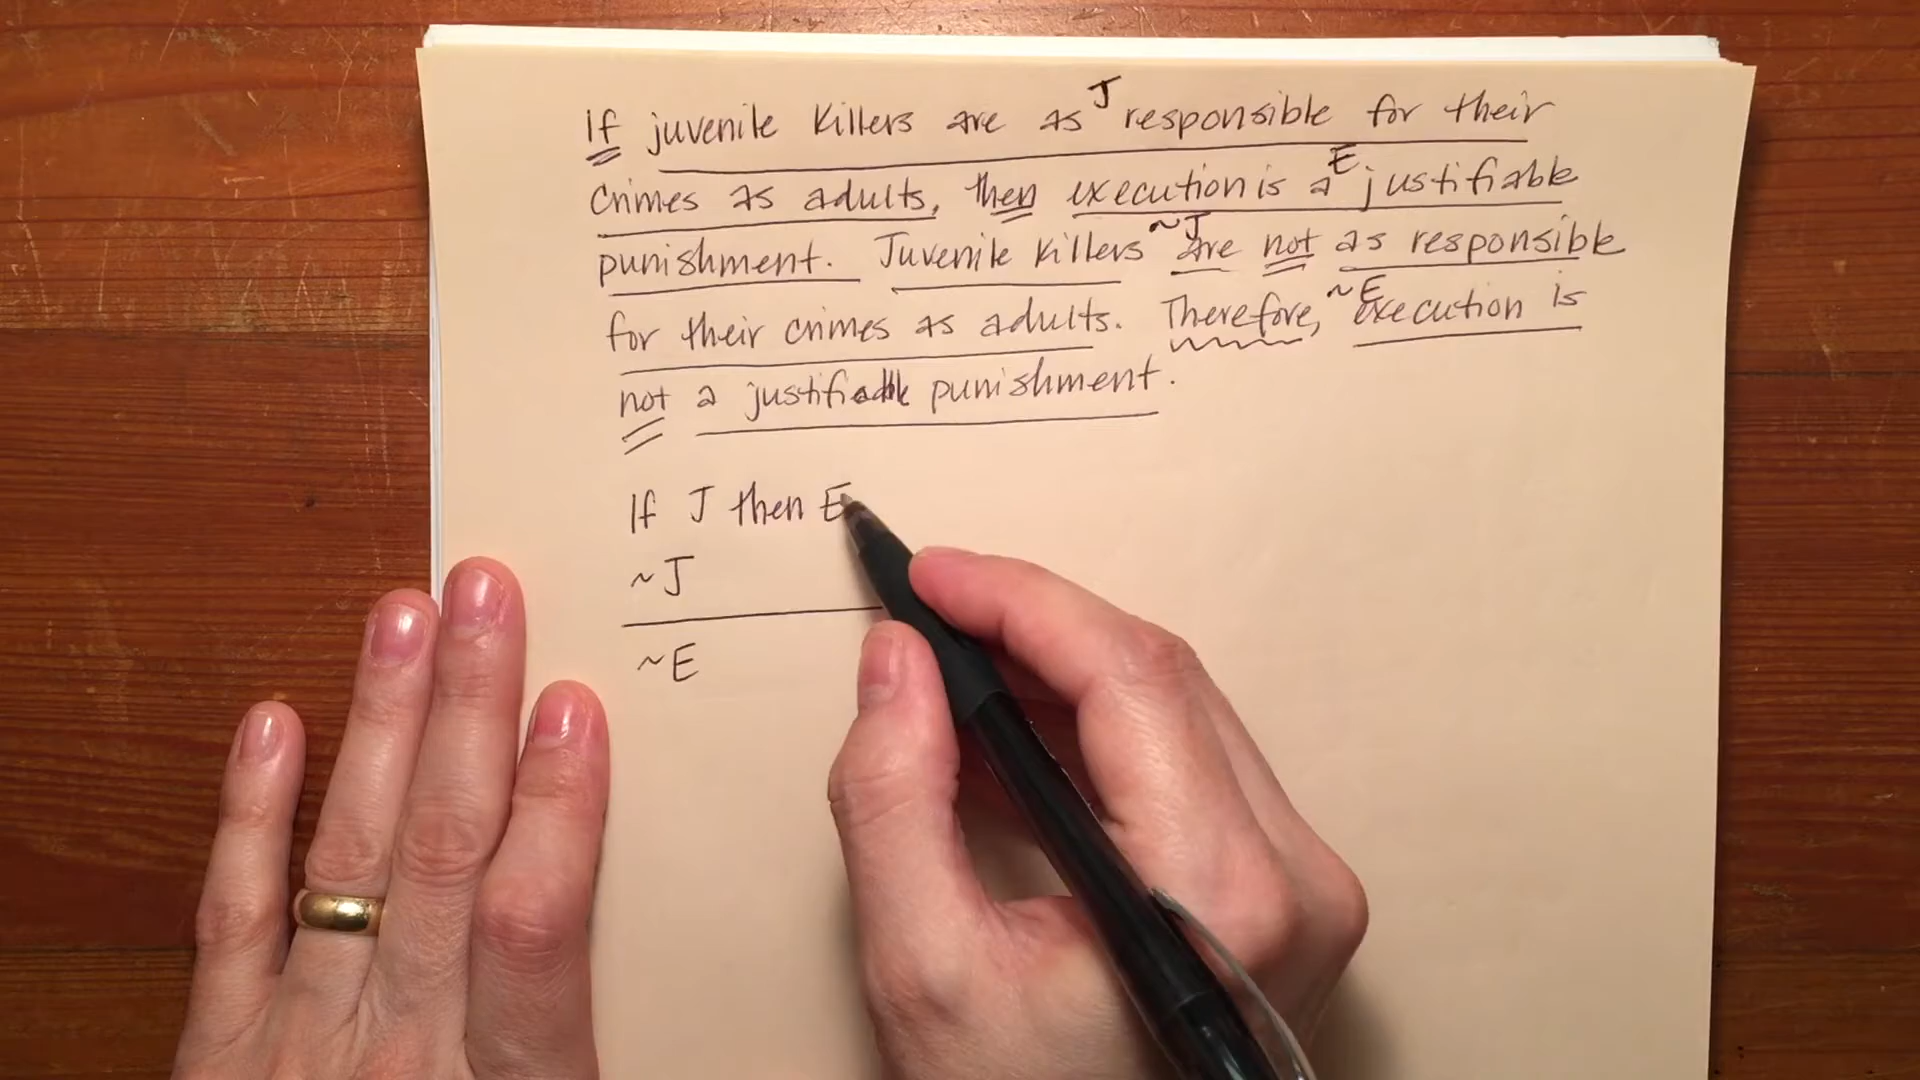 If juvenile killers are as J responsible for their
crimes as adults, then execution is a E justifiable
punishment. Juvenile killers ~J are not as responsible
for their crimes as adults. Therefore, ~E execution is
not a justifiable punishment.
If J then E
~J
~E